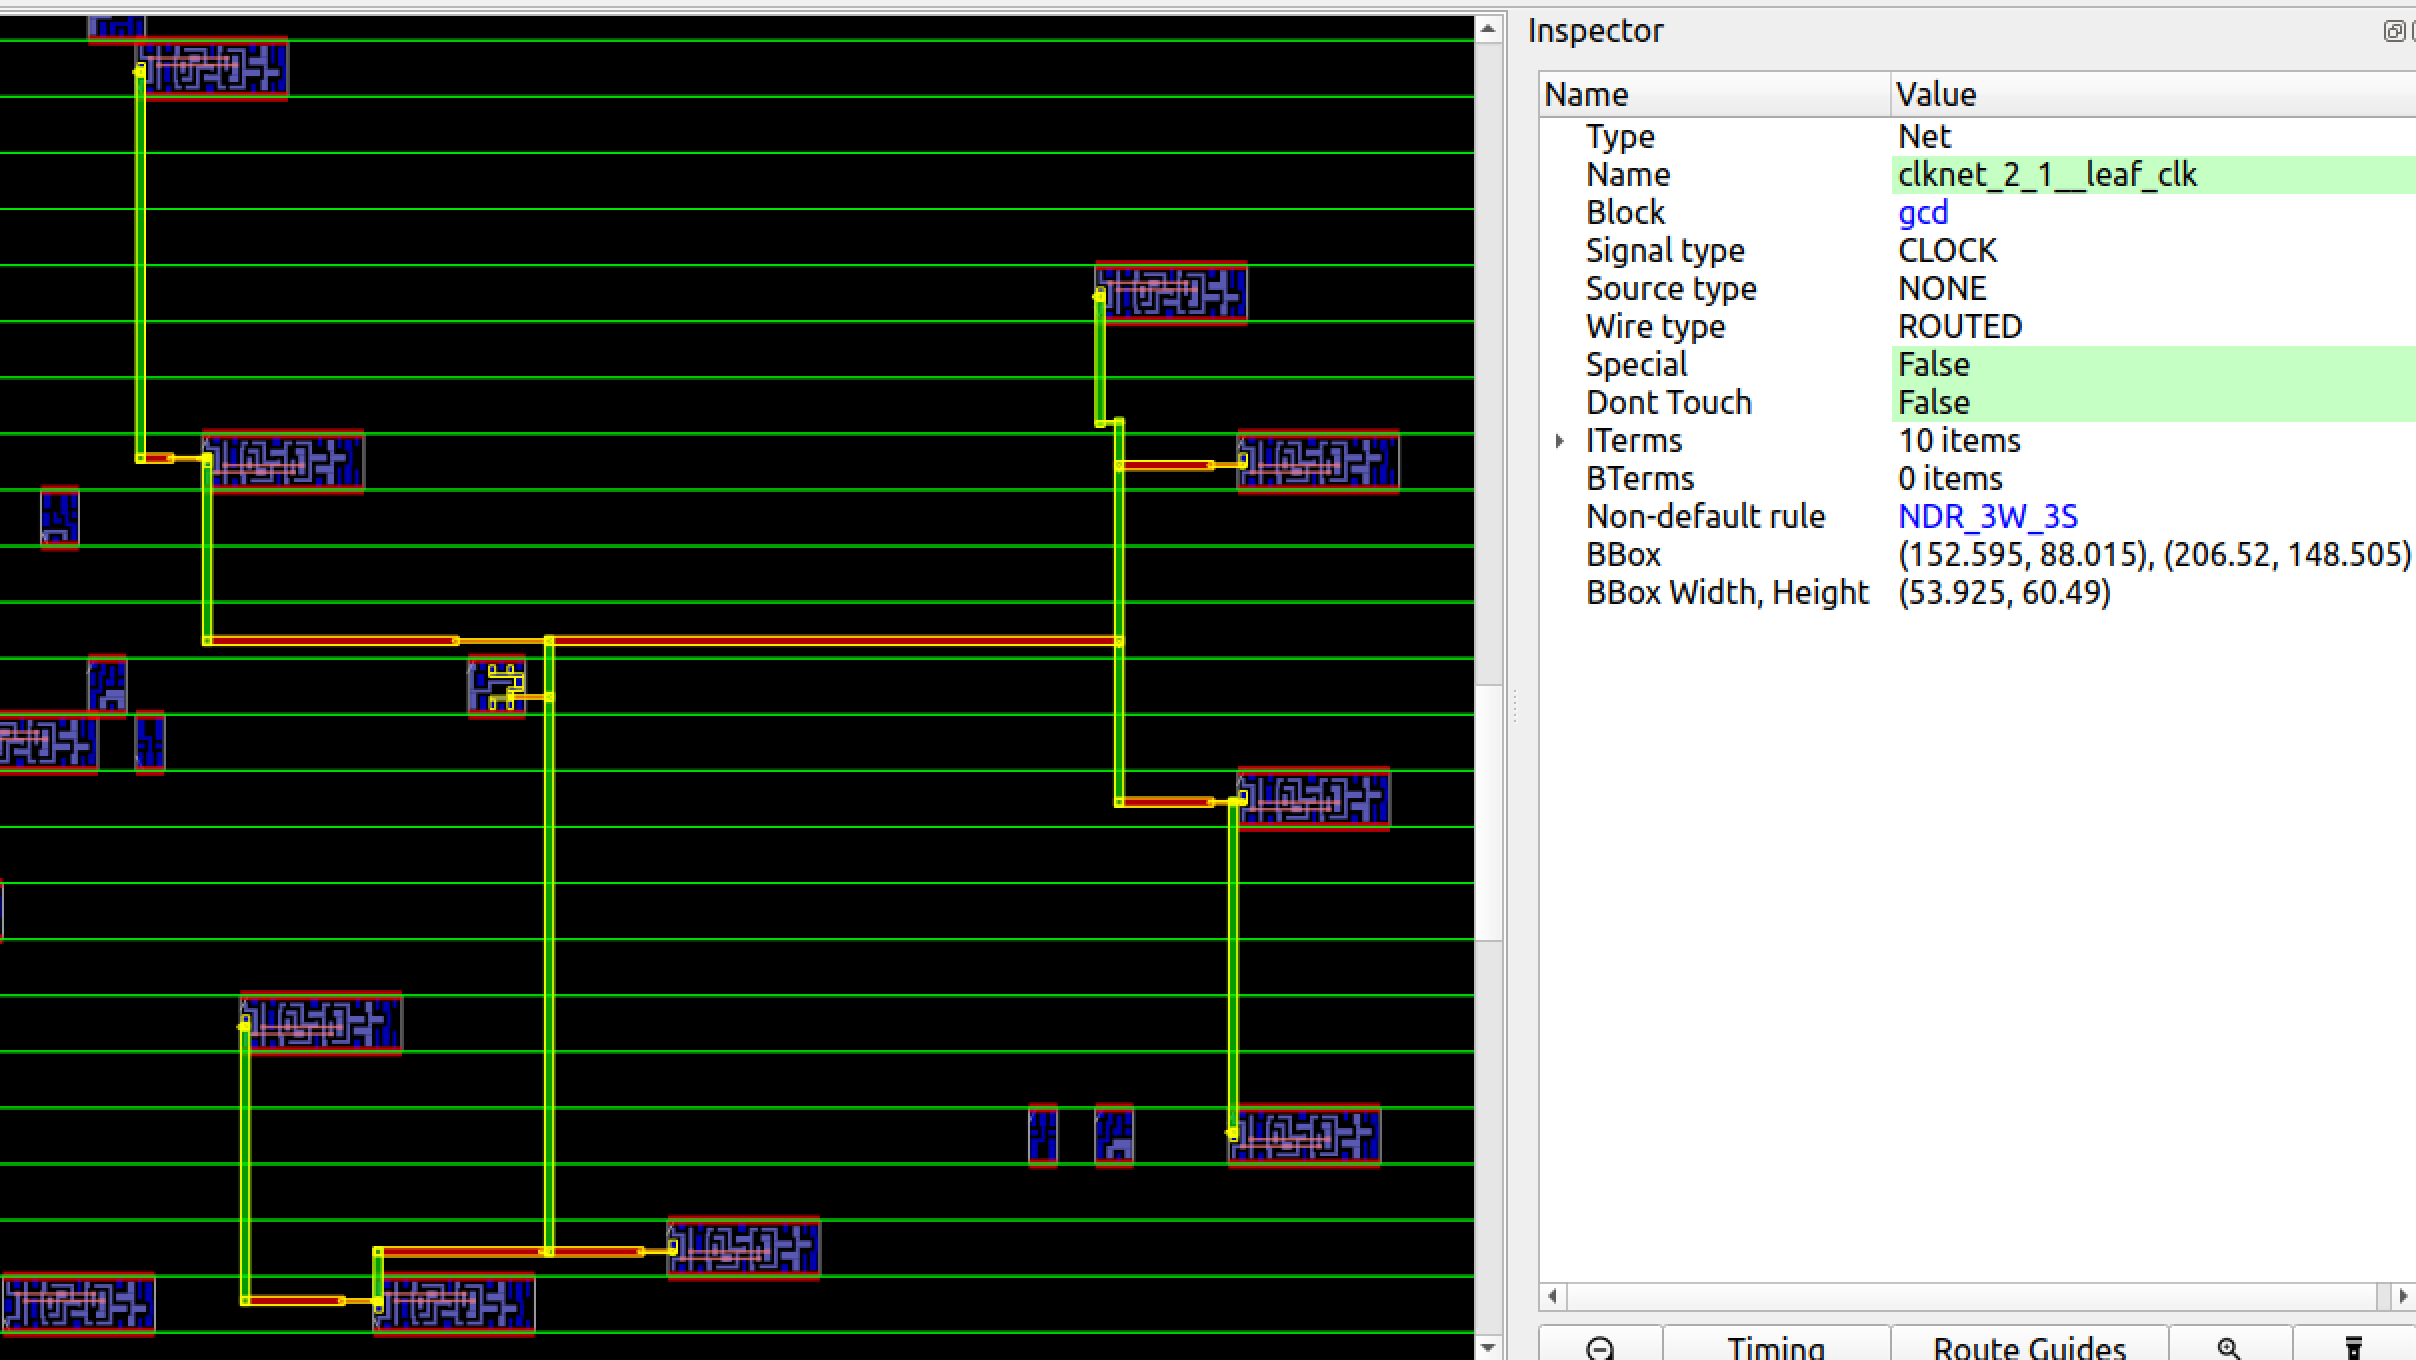 Inspector
Name Value
Type Net
Name clknet_2_1__leaf_clk
Block gcd
Signal type CLOCK
Source type NONE
Wire type ROUTED
Special False
Dont Touch False
ITerms 10 items
BTerms 0 items
Non-default rule NDR_3W_3S
BBox (152.595, 88.015), (206.52, 148.505)
BBox Width, Height (53.925, 60.49)
Timing Route Guides